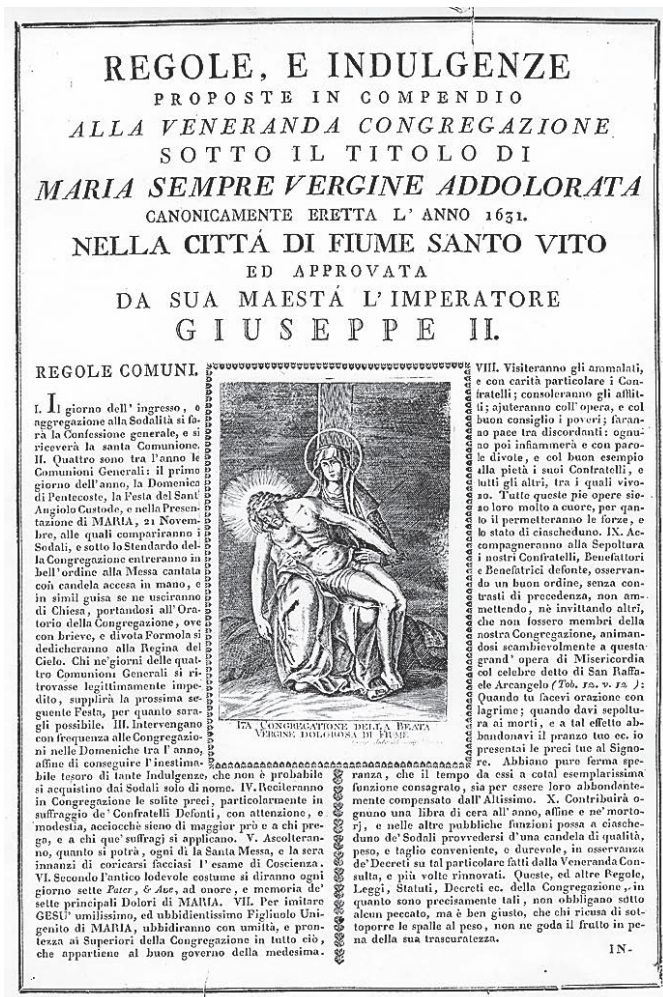 REGOLE, E INDULGENZE
PROPOSTE IN COMPENDIO
ALLA VENERANDA CONGREGAZIONE
SOTTO IL TITOLO DI
MARIA SEMPRE VERGINE ADDOLORATA
CANONICAMENTE ERETTA L' ANNO 1631.
NELLA CITTÁ DI FIUME SANTO VITO
ED APPROVATA
DA SUA MAESTÁ L'IMPERATORE
GIUSEPPE II.
REGOLE COMUNI.
I. Il giorno dell' ingresso, e
aggregazione alla Sodalità si fa-
rà la Confessione generale, e si
riceverà la santa Comunione.
II. Quattro sono tra l'anno le
Comunioni Generali: il primo
giorno dell'anno, la Domenica
di Pentecoste, la Festa del Sant'
Angiolo Custode, e nella Presen-
tazione di MARIA, 21 Novem-
bre, alle quali compariranno i
Sodali, e sotto lo Stendardo del-
la Congregazione entreranno in
bell'ordine alla Messa cantata
con candela accesa in mano, e
in simil guisa se ne usciranno
di Chiesa, portandosi all'Ora-
torio della Congregazione, ove
con brieve, e divota Formola si
dedicheranno alla Regina del
Cielo. Chi ne'giorni delle quat-
tro Comunioni Generali si ri-
trovasse legittimamente impe-
dito, supplirà la prossima se-
guente Festa, per quanto sara-
gli possibile. III. Intervengano
con frequenza alle Congregazio-
ni nelle Domeniche tra l'anno,
affine di conseguire l'inestima-
bile tesoro di tante Indulgenze, che non è probabile
si acquistino dai Sodali solo di nome. IV. Reciteranno
in Congregazione le solite preci, particolarmente in
suffraggio de' Confratelli Defonti, con attenzione, e
modestia, acciocchè sieno di maggior prò e a chi pre-
ga, e a chi que' suffragj si applicano. V. Ascolteran-
no, quanto si potrà, ogni dì la Santa Messa, e la sera
innanzi di coricarsi facciasi l'esame di Coscienza.
VI. Secondo l'antico lodevole costume si diranno ogni
giorno sette Pater, & Ave, ad onore, e memoria de'
sette principali Dolori di MARIA. VII. Per imitare
GESU' umilissimo, ed ubbidientissimo Figliuolo Uni-
genito di MARIA, ubbidiranno con umiltà, e pron-
tezza ai Superiori della Congregazione in tutto ciò,
che appartiene al buon governo della medesima.
ITA CONGREGATIONE DELLA BEATA
VERGINE DOLOROSA DI FIUME
VIII. Visiteranno gli ammalati,
e con carità particolare i Con-
fratelli; consoleranno gli afflit-
ti; ajuteranno coll'opera, e col
buon consiglio i poveri; faran-
no pace tra discordanti: ognu-
no poi infiammerà e con paro-
le divote, e col buon esempio
alla pietà i suoi Confratelli, e
tutti gli altri, tra i quali vivo-
no. Tutte queste pie opere sie-
no loro molto a cuore, per qan-
to il permetteranno le forze, e
lo stato di ciascheduno. IX. Ac-
compagneranno alla Sepoltura
i nostri Confratelli, Benefattori
e Benefatrici defonte, osservan-
do un buon ordine, senza con-
trasti di precedenza, non am-
mettendo, nè invittando altri,
che non fossero membri della
nostra Congregazione, animan-
dosi scambievolmente a questa
grand' opera di Misericordia
col celebre detto di San Raffa-
ele Arcangelo (Tob. 12. v. 12):
Quando tu facevi orazione con
lagrime; quando davi sepoltu-
ra ai morti, e a tal effetto ab-
bandonavi il pranzo tuo ec. io
presentai le preci tue al Signo-
re. Abbiano pure ferma spe-
ranza, che il tempo da essi a cotal esemplarissima
funzione consagrato, sia per essere loro abbondante-
mente compensato dall'Altissimo. X. Contribuirà o-
gnuno una libra di cera all'anno, affine e ne'morto-
rj, e nelle altre pubbliche funzioni possa a ciasche-
duno de'Sodali provedersi d'una candela di qualità,
peso, e taglio conveniente, e durevole, in osservanza
de'Decreti su tal particolare fatti dalla Veneranda Con-
sulta, e più volte rinnovati. Queste, ed altre Regole,
Leggi, Statuti, Decreti ec. della Congregazione, in
quanto sono precisamente tali, non obbligano sotto
alcun peccato, ma è ben giusto, che chi ricusa di sot-
toporre le spalle al peso, non ne goda il frutto in pe-
na della sua trascuratezza.
IN-